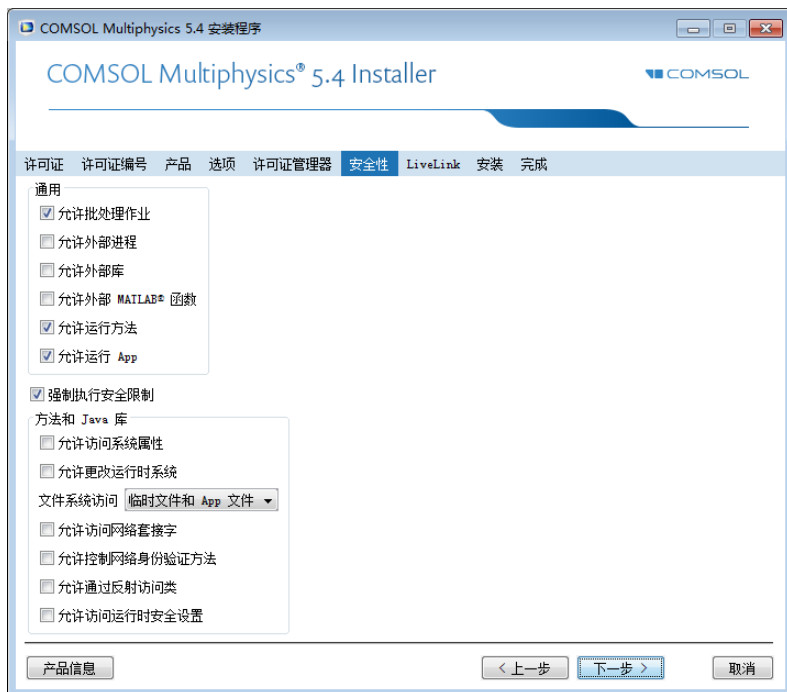 COMSOL Multiphysics 5.4 安装程序
COMSOL Multiphysics® 5.4 Installer
COMSOL
许可证 许可证编号 产品 选项 许可证管理器 安全性 LiveLink 安装 完成
通用
允许批处理作业
允许外部进程
允许外部库
允许外部 MATLAB® 函数
允许运行方法
允许运行 App
强制执行安全限制
方法和 Java 库
允许访问系统属性
允许更改运行时系统
文件系统访问 临时文件和 App 文件
允许访问网络套接字
允许控制网络身份验证方法
允许通过反射访问类
允许访问运行时安全设置
产品信息 < 上一步 下一步 > 取消